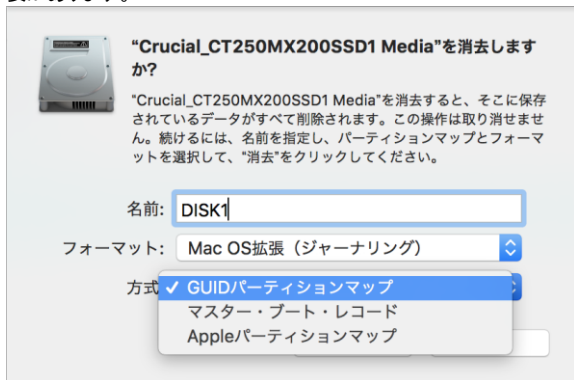 "Crucial_CT250MX200SSD1 Media"を消去します
か?
"Crucial_CT250MX200SSD1 Media"を消去すると、そこに保存
されているデータがすべて削除されます。この操作は取り消せませ
ん。続けるには、名前を指定し、パーティションマップとフォーマ
ットを選択して、"消去"をクリックしてください。
名前: DISK1
フォーマット: Mac OS拡張（ジャーナリング）
方式 ✓ GUIDパーティションマップ
マスター・ブート・レコード
Appleパーティションマップ